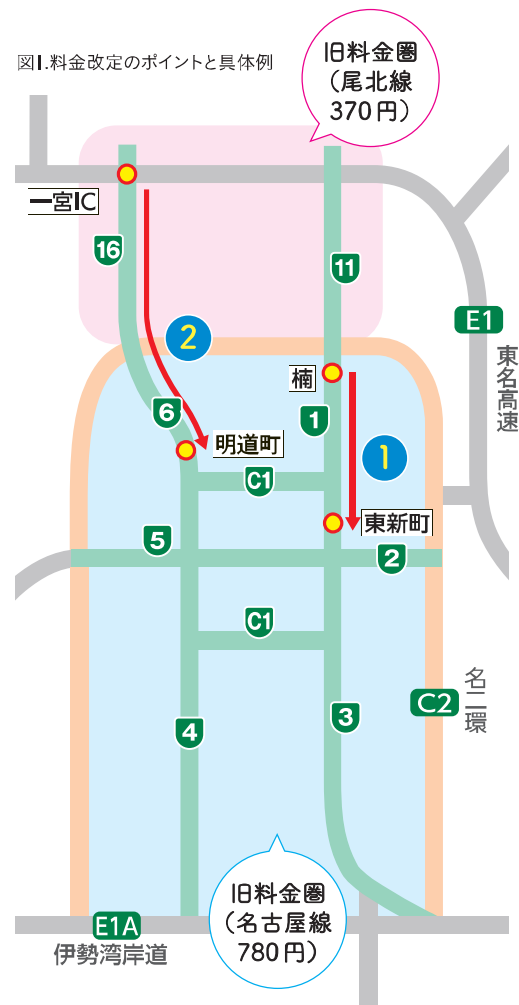 図1.料金改定のポイントと具体例
旧料金圏
(尾北線
370円)
一宮IC
16
11
E1
東名高速
2
楠
6
1
明道町
1
C1
東新町
5
2
C1
名二環
C2
4
3
旧料金圏
(名古屋線
780円)
E1A
伊勢湾岸道